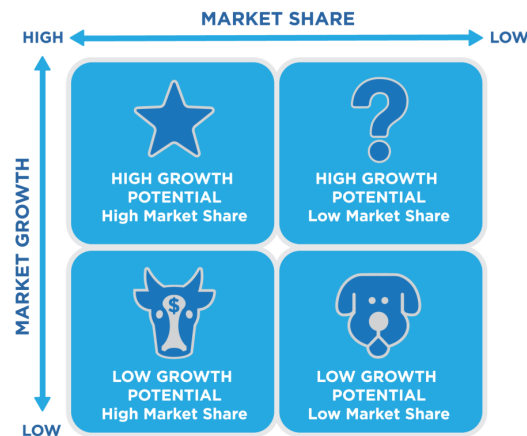 MARKET SHARE
HIGH
LOW
MARKET GROWTH
?
HIGH GROWTH
POTENTIAL
High Market Share
HIGH GROWTH
POTENTIAL
Low Market Share
$
LOW GROWTH
POTENTIAL
High Market Share
LOW GROWTH
POTENTIAL
Low Market Share
LOW